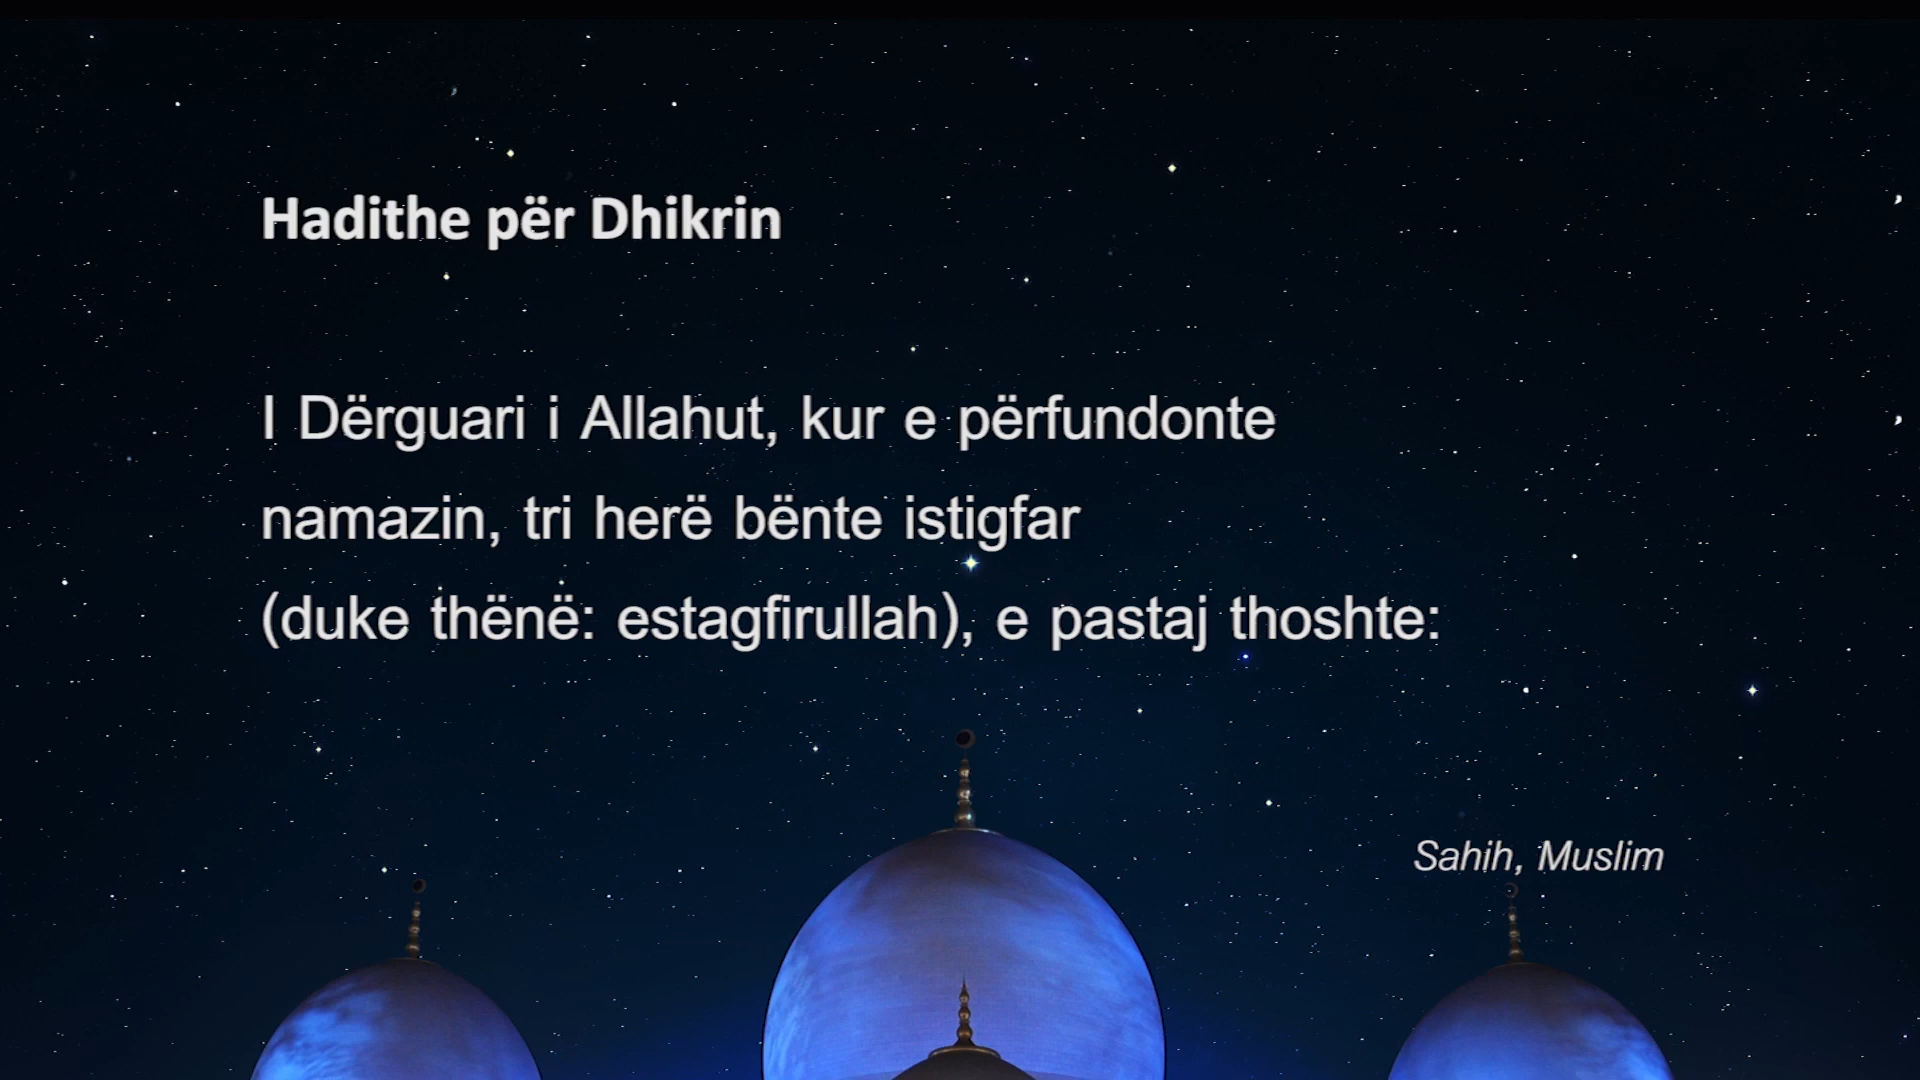 Hadithe për Dhikrin
I Dërguari i Allahut, kur e përfundonte
namazin, tri herë bënte istigfar
(duke thënë: estagfirullah), e pastaj thoshte:
Sahih, Muslim